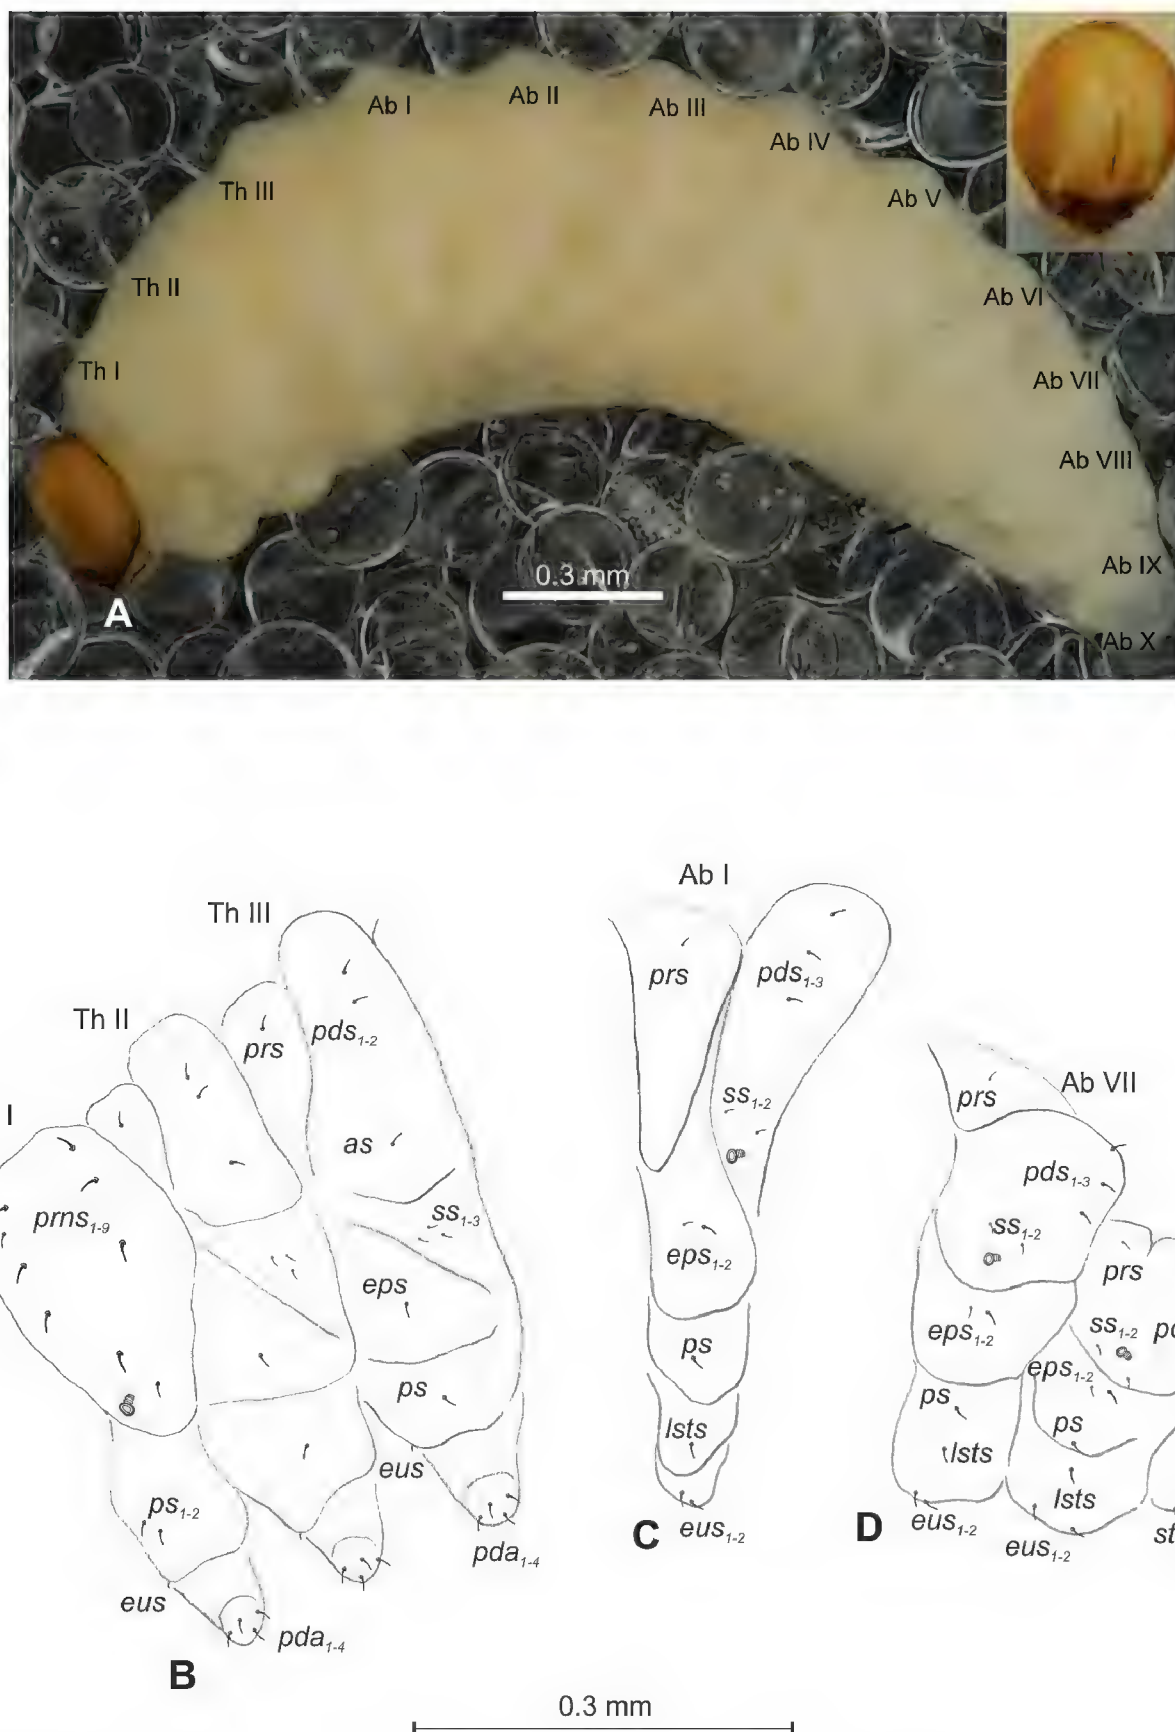 Ab I
Ab II
Ab III
Ab IV
Ab V
Ab VI
Ab VII
Ab VIII
Ab IX
Ab X
Th III
Th II
Th I
0.3 mm
A
Th III
Th II
I
prs
pds1-2
as
prns1-9
ss1-3
eps
ps
eus
ps1-2
pda1-4
eus
pda1-4
B
Ab I
prs
pds1-3
ss1-2
eps1-2
ps
lsts
eus1-2
C
Ab VII
prs
pds1-3
ss1-2
prs
eps1-2
ss1-2
eps1-2
ps
ps
lsts
lsts
eus1-2
eus1-2
D
0.3 mm